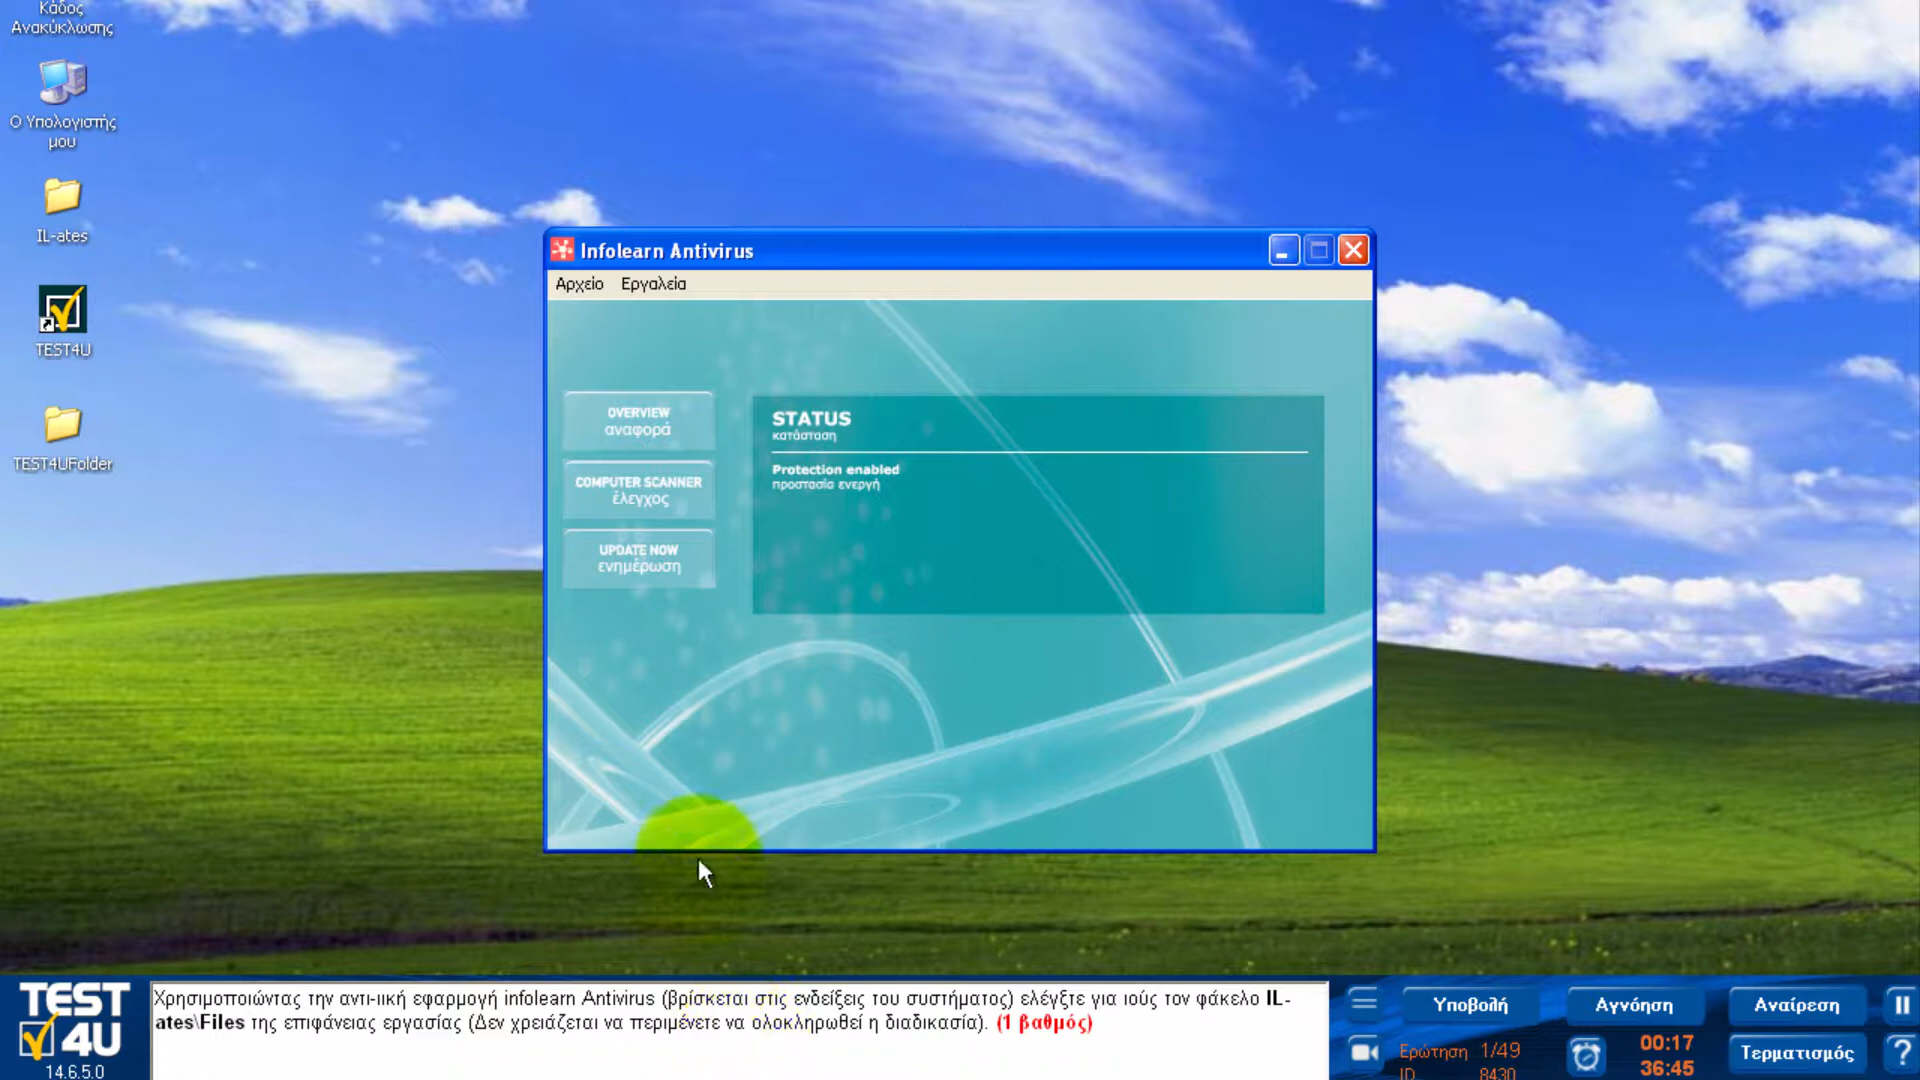 Κάδος
Ανακύκλωσης
Ο Υπολογιστής
μου
IL-ates
TEST4U
TEST4UFolder
Infolearn Antivirus
Αρχείο Εργαλεία
OVERVIEW
αναφορά
COMPUTER SCANNER
έλεγχος
UPDATE NOW
ενημέρωση
STATUS
κατάσταση
Protection enabled
προστασία ενεργή
TEST
4U
14.6.5.0
Χρησιμοποιώντας την αντι-ιική εφαρμογή infolearn Antivirus (βρίσκεται στις ενδείξεις του συστήματος) ελέγξτε για ιούς τον φάκελο IL-
ates\Files της επιφάνειας εργασίας (Δεν χρειάζεται να περιμένετε να ολοκληρωθεί η διαδικασία). (1 βαθμός)
Υποβολή Αγνόηση Αναίρεση
Ερώτηση 1/49
ID 8430
00:17
36:45
Τερματισμός
?